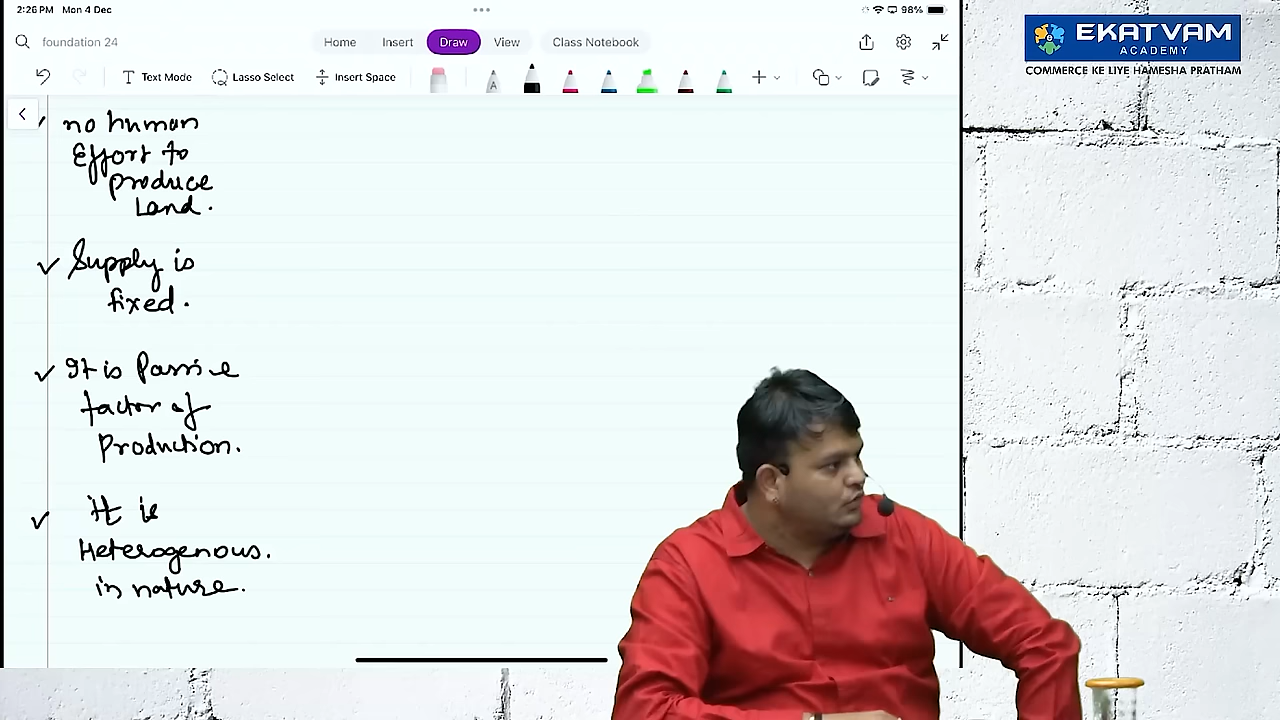 2:26 PM Mon 4 Dec
98%
foundation 24
Home Insert Draw View Class Notebook
Text Mode Lasso Select Insert Space
EKATVAM
ACADEMY
COMMERCE KE LIYE HAMESHA PRATHAM
no human
Effort to
produce
Land.
Supply is
fixed.
It is Passive
factor of
Production.
It is
Heterogenous.
in nature.